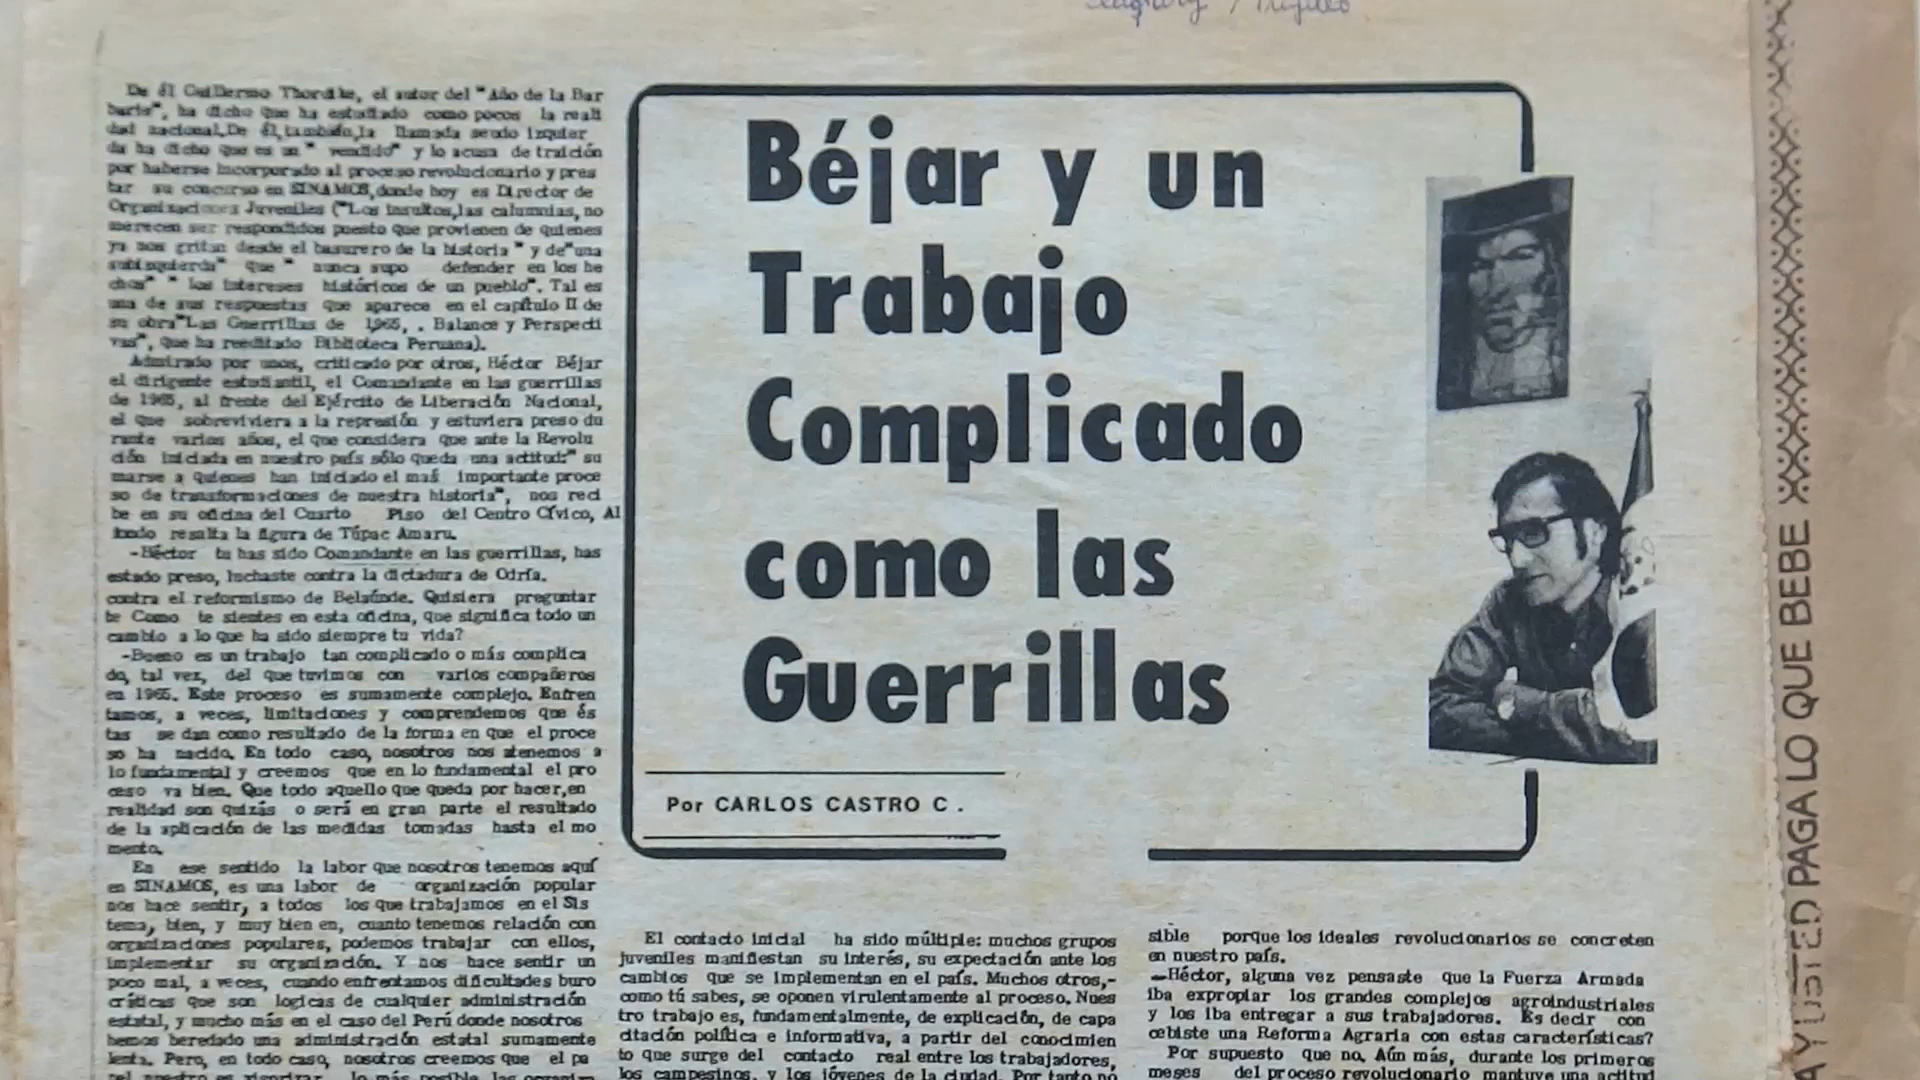 De él Guillermo Thordike, el autor del "Año de la Bar
barie", ha dicho que ha estudiado como pocos la reali
dad nacional. De él, también, la llamada seudo izquier
da ha dicho que es un " vendido" y lo acusa de traición
por haberse incorporado al proceso revolucionario y pres
tar su concurso en SINAMOS, donde hoy es Director de
Organizaciones Juveniles ("Los insultos, las calumnias, no
merecen ser respondidos puesto que provienen de quienes
ya nos gritan desde el basurero de la historia " y de "una
subizquierda" que " nunca supo defender en los he
chos" " los intereses históricos de un pueblo". Tal es
una de sus respuestas que aparece en el capítulo II de
su obra "Las Guerrillas de 1965, . Balance y Perspecti
vas", que ha reeditado Biblioteca Peruana).
Admirado por unos, criticado por otros, Héctor Béjar
el dirigente estudiantil, el Comandante en las guerrillas
de 1965, al frente del Ejército de Liberación Nacional,
el que sobreviviera a la represión y estuviera preso du
rante varios años, el que considera que ante la Revolu
ción iniciada en nuestro país sólo queda una actitud:" su
marse a quienes han iniciado el más importante proce
so de transformaciones de nuestra historia", nos reci
be en su oficina del Cuarto Piso del Centro Cívico, Al
fondo resalta la figura de Túpac Amaru.
-Héctor tu has sido Comandante en las guerrillas, has
estado preso, luchaste contra la dictadura de Odría.
contra el reformismo de Belaúnde. Quisiera preguntar
te Como te sientes en esta oficina, que significa todo un
cambio a lo que ha sido siempre tu vida?
-Bueno es un trabajo tan complicado o más complica
do, tal vez, del que tuvimos con varios compañeros
en 1965. Este proceso es sumamente complejo. Enfren
tamos, a veces, limitaciones y comprendemos que és
tas se dan como resultado de la forma en que el proce
so ha nacido. En todo caso, nosotros nos atenemos a
lo fundamental y creemos que en lo fundamental el pro
ceso va bien. Que todo aquello que queda por hacer, en
realidad son quizás o será en gran parte el resultado
de la aplicación de las medidas tomadas hasta el mo
mento.
En ese sentido la labor que nosotros tenemos aquí
en SINAMOS, es una labor de organización popular
nos hace sentir, a todos los que trabajamos en el Sis
tema, bien, y muy bien en, cuanto tenemos relación con
organizaciones populares, podemos trabajar con ellos,
implementar su organización. Y nos hace sentir un
poco mal, a veces, cuando enfrentamos dificultades buro
cráticas que son logicas de cualquier administración
estatal, y mucho más en el caso del Perú donde nosotros
hemos heredado una administración estatal sumamente
lenta. Pero, en todo caso, nosotros creemos que el pa
Béjar y un
Trabajo
Complicado
como las
Guerrillas
Por CARLOS CASTRO C .
El contacto inicial ha sido múltiple: muchos grupos
juveniles manifiestan su interés, su expectación ante los
cambios que se implementan en el país. Muchos otros,-
como tú sabes, se oponen virulentamente al proceso. Nues
tro trabajo es, fundamentalmente, de explicación, de capa
citación política e informativa, a partir del conocimien
to que surge del contacto real entre los trabajadores,
los campesinos, y los jóvenes de la ciudad. Por tanto no
sible porque los ideales revolucionarios se concreten
en nuestro país.
—Héctor, alguna vez pensaste que la Fuerza Armada
iba expropiar los grandes complejos agroindustriales
y los iba entregar a sus trabajadores. Es decir con
cebiste una Reforma Agraria con estas características?
Por supuesto que no. Aún más, durante los primeros
meses del proceso revolucionario mantuve una actitud
A Y USTED PAGA LO QUE BEBE